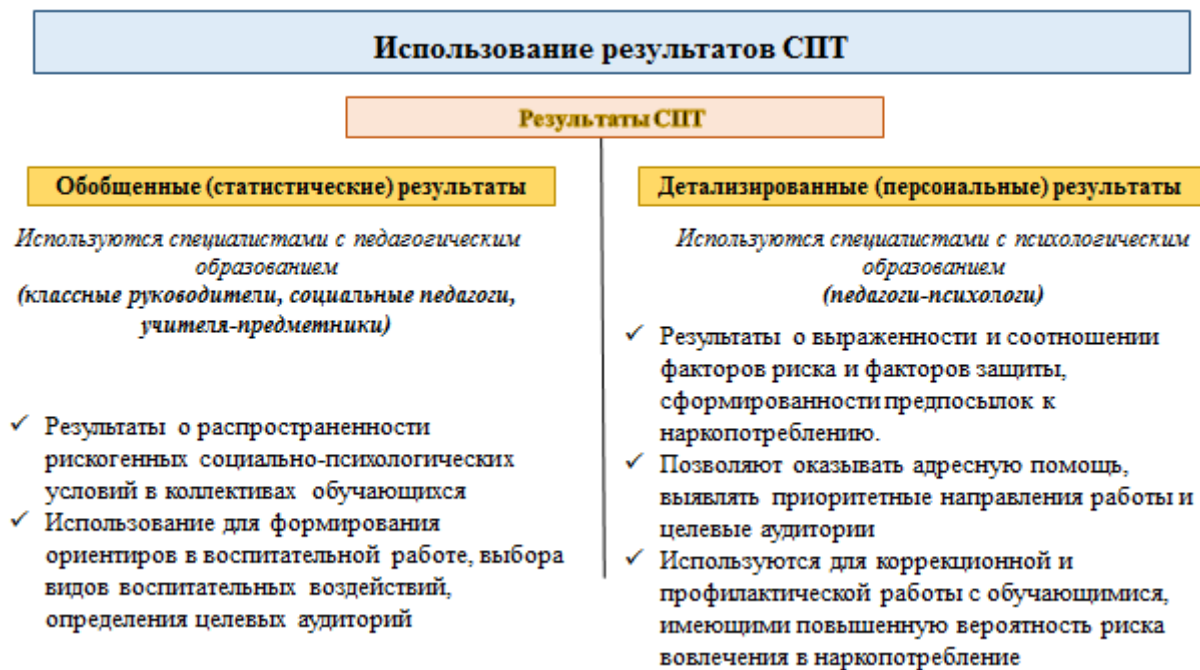 Использование результатов СПТ
Результаты СПТ
Обобщенные (статистические) результаты
Используются специалистами с педагогическим
образованием
(классные руководители, социальные педагоги,
учителя-предметники)
✓ Результаты о распространенности
рискогенных социально-психологических
условий в коллективах обучающихся
✓ Использование для формирования
ориентиров в воспитательной работе, выбора
видов воспитательных воздействий,
определения целевых аудиторий
Детализированные (персональные) результаты
Используются специалистами с психологическим
образованием
(педагоги-психологи)
✓ Результаты о выраженности и соотношении
факторов риска и факторов защиты,
сформированности предпосылок к
наркопотреблению.
✓ Позволяют оказывать адресную помощь,
выявлять приоритетные направления работы и
целевые аудитории
✓ Используются для коррекционной и
профилактической работы с обучающимися,
имеющими повышенную вероятность риска
вовлечения в наркопотребление